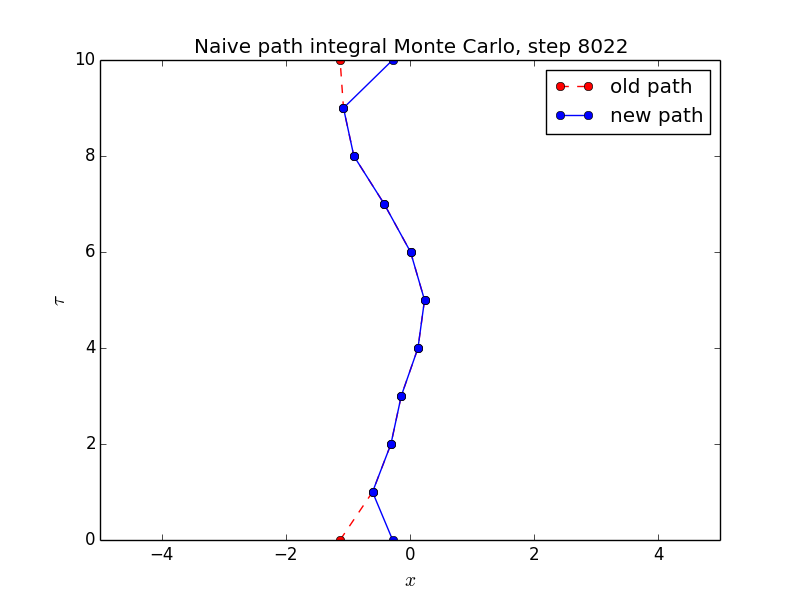 Naive path integral Monte Carlo, step 8022
10
old path
new path
8
6
τ
4
2
0
−4 −2 0 2 4
x